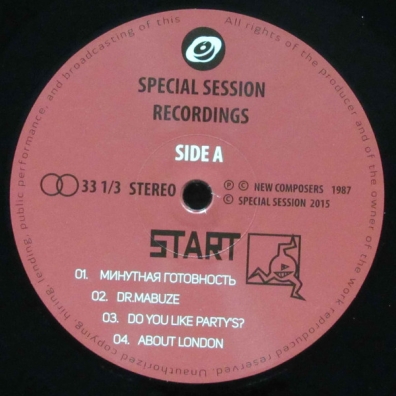 All rights of the producer and of the owner of the work reproduced reserved. Unauthorized copying, hiring, lending, public performance, and broadcasting of this
SPECIAL SESSION
RECORDINGS
SIDE A
33 1/3 STEREO
Ⓟ © NEW COMPOSERS 1987
© SPECIAL SESSION 2015
START
01. МИНУТНАЯ ГОТОВНОСТЬ
02. DR.MABUZE
03. DO YOU LIKE PARTY'S?
04. ABOUT LONDON